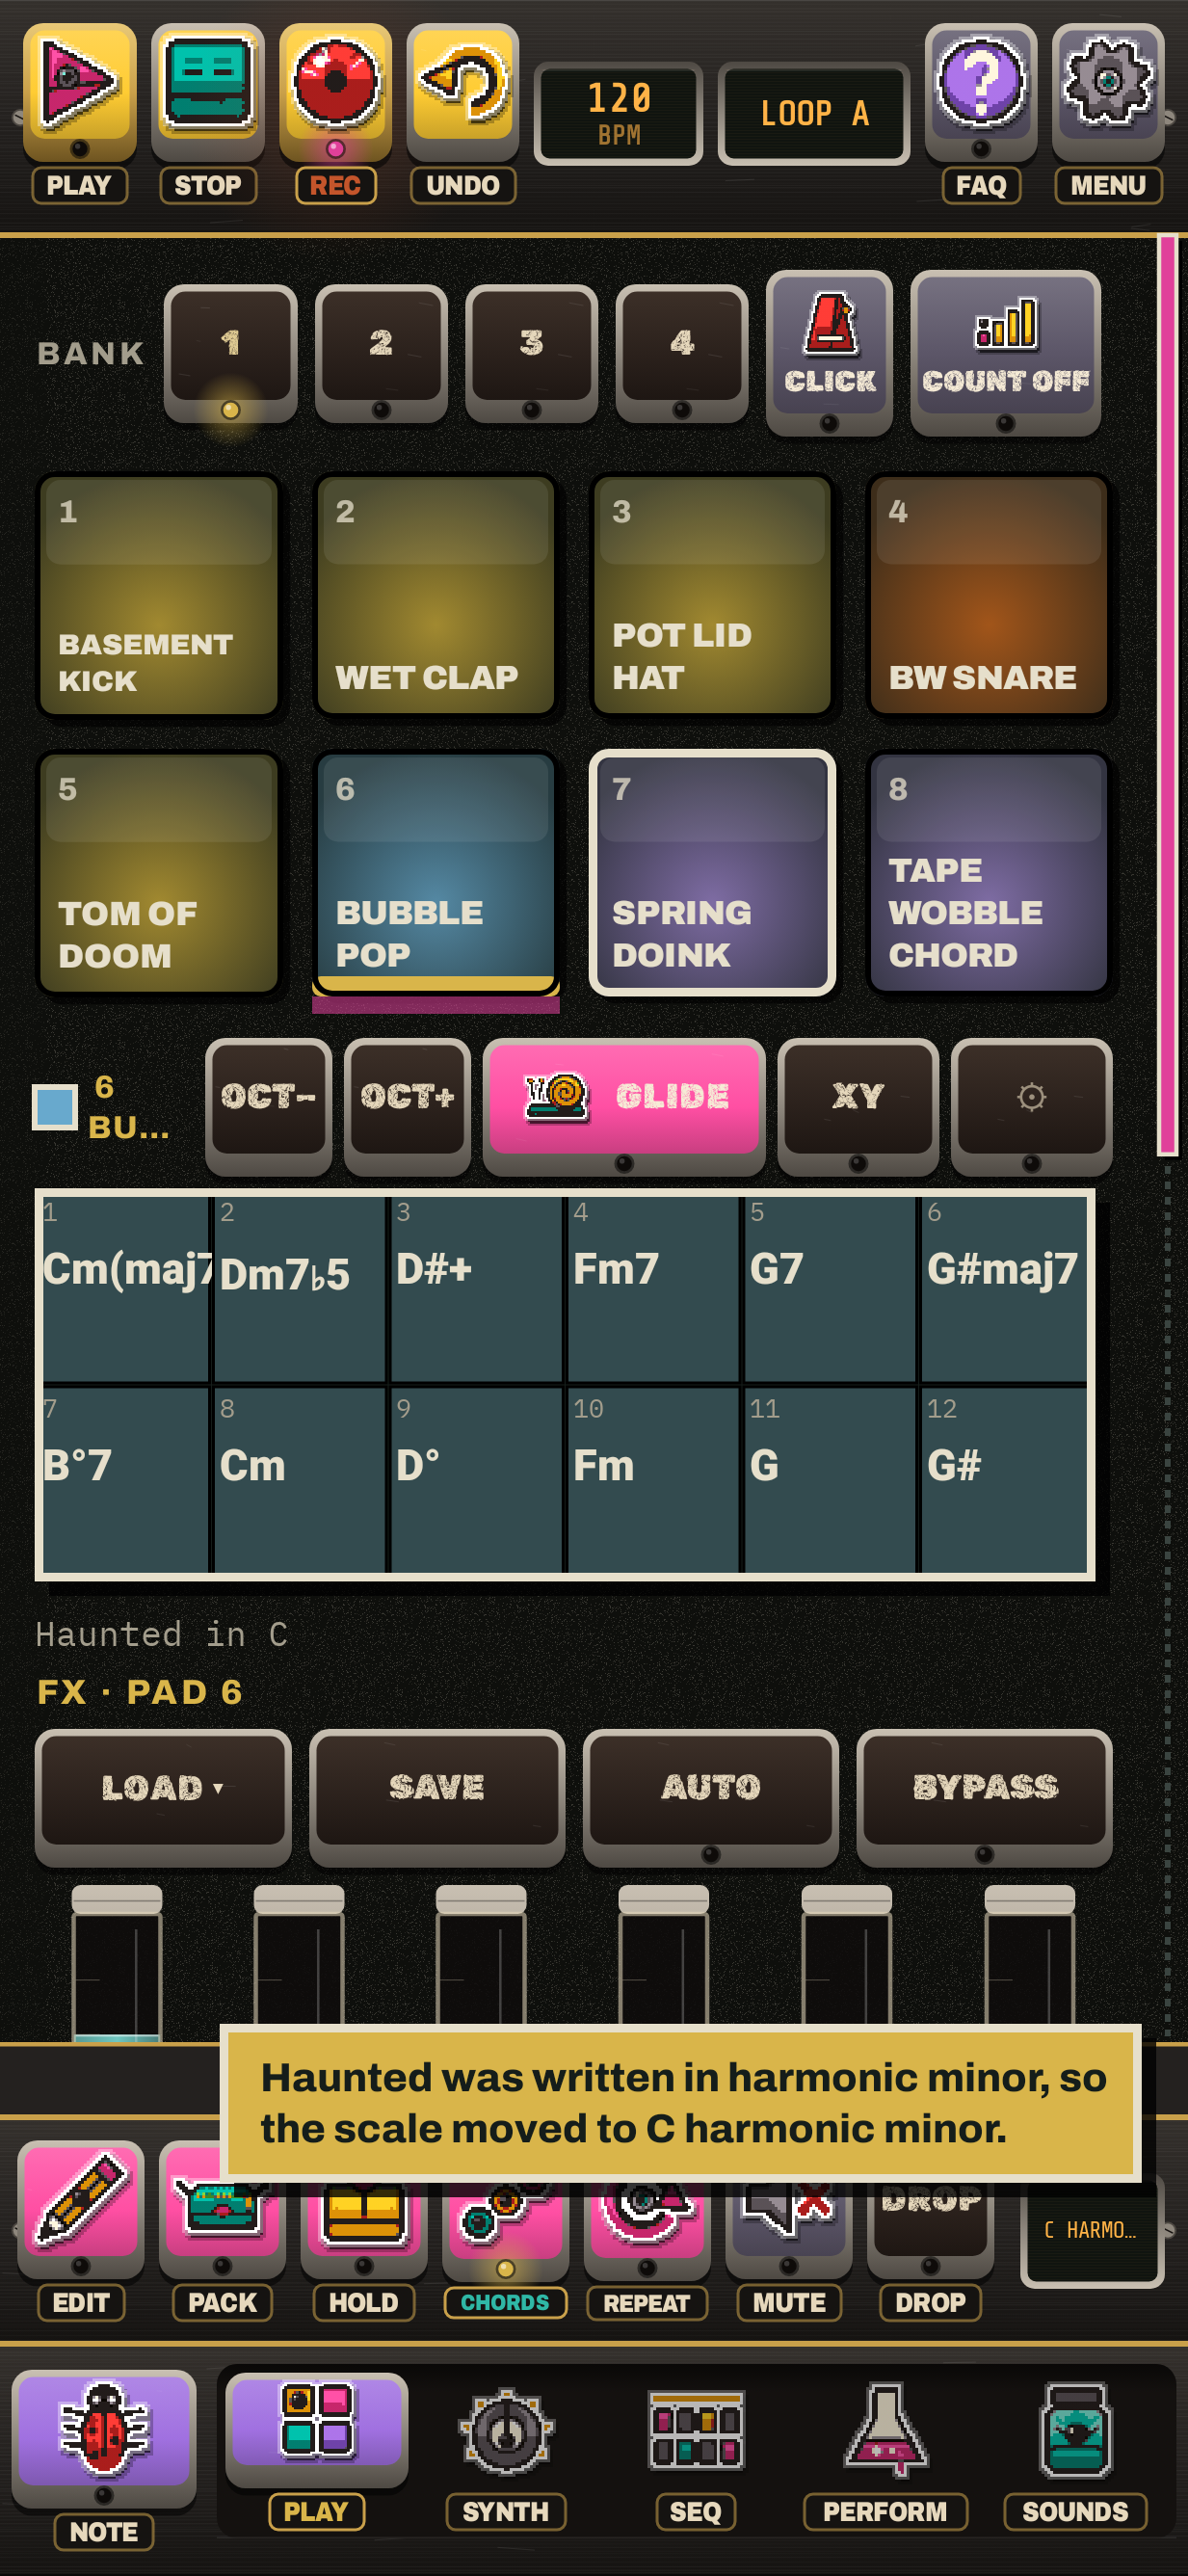 120
BPM
LOOP A
PLAY
STOP
REC
UNDO
FAQ
MENU
BANK
1
2
3
4
CLICK
COUNT OFF
1
BASEMENT
KICK
2
WET CLAP
3
POT LID
HAT
4
BW SNARE
5
TOM OF
DOOM
6
BUBBLE
POP
7
SPRING
DOINK
8
TAPE
WOBBLE
CHORD
6
BU...
OCT-
OCT+
GLIDE
XY
1
Cm(maj7
2
Dm7♭5
3
D#+
4
Fm7
5
G7
6
G#maj7
7
B°7
8
Cm
9
D°
10
Fm
11
G
12
G#
Haunted in C
FX · PAD 6
LOAD ▾
SAVE
AUTO
BYPASS
Haunted was written in harmonic minor, so
the scale moved to C harmonic minor.
DROP
C HARMO…
EDIT
PACK
HOLD
CHORDS
REPEAT
MUTE
DROP
NOTE
PLAY
SYNTH
SEQ
PERFORM
SOUNDS